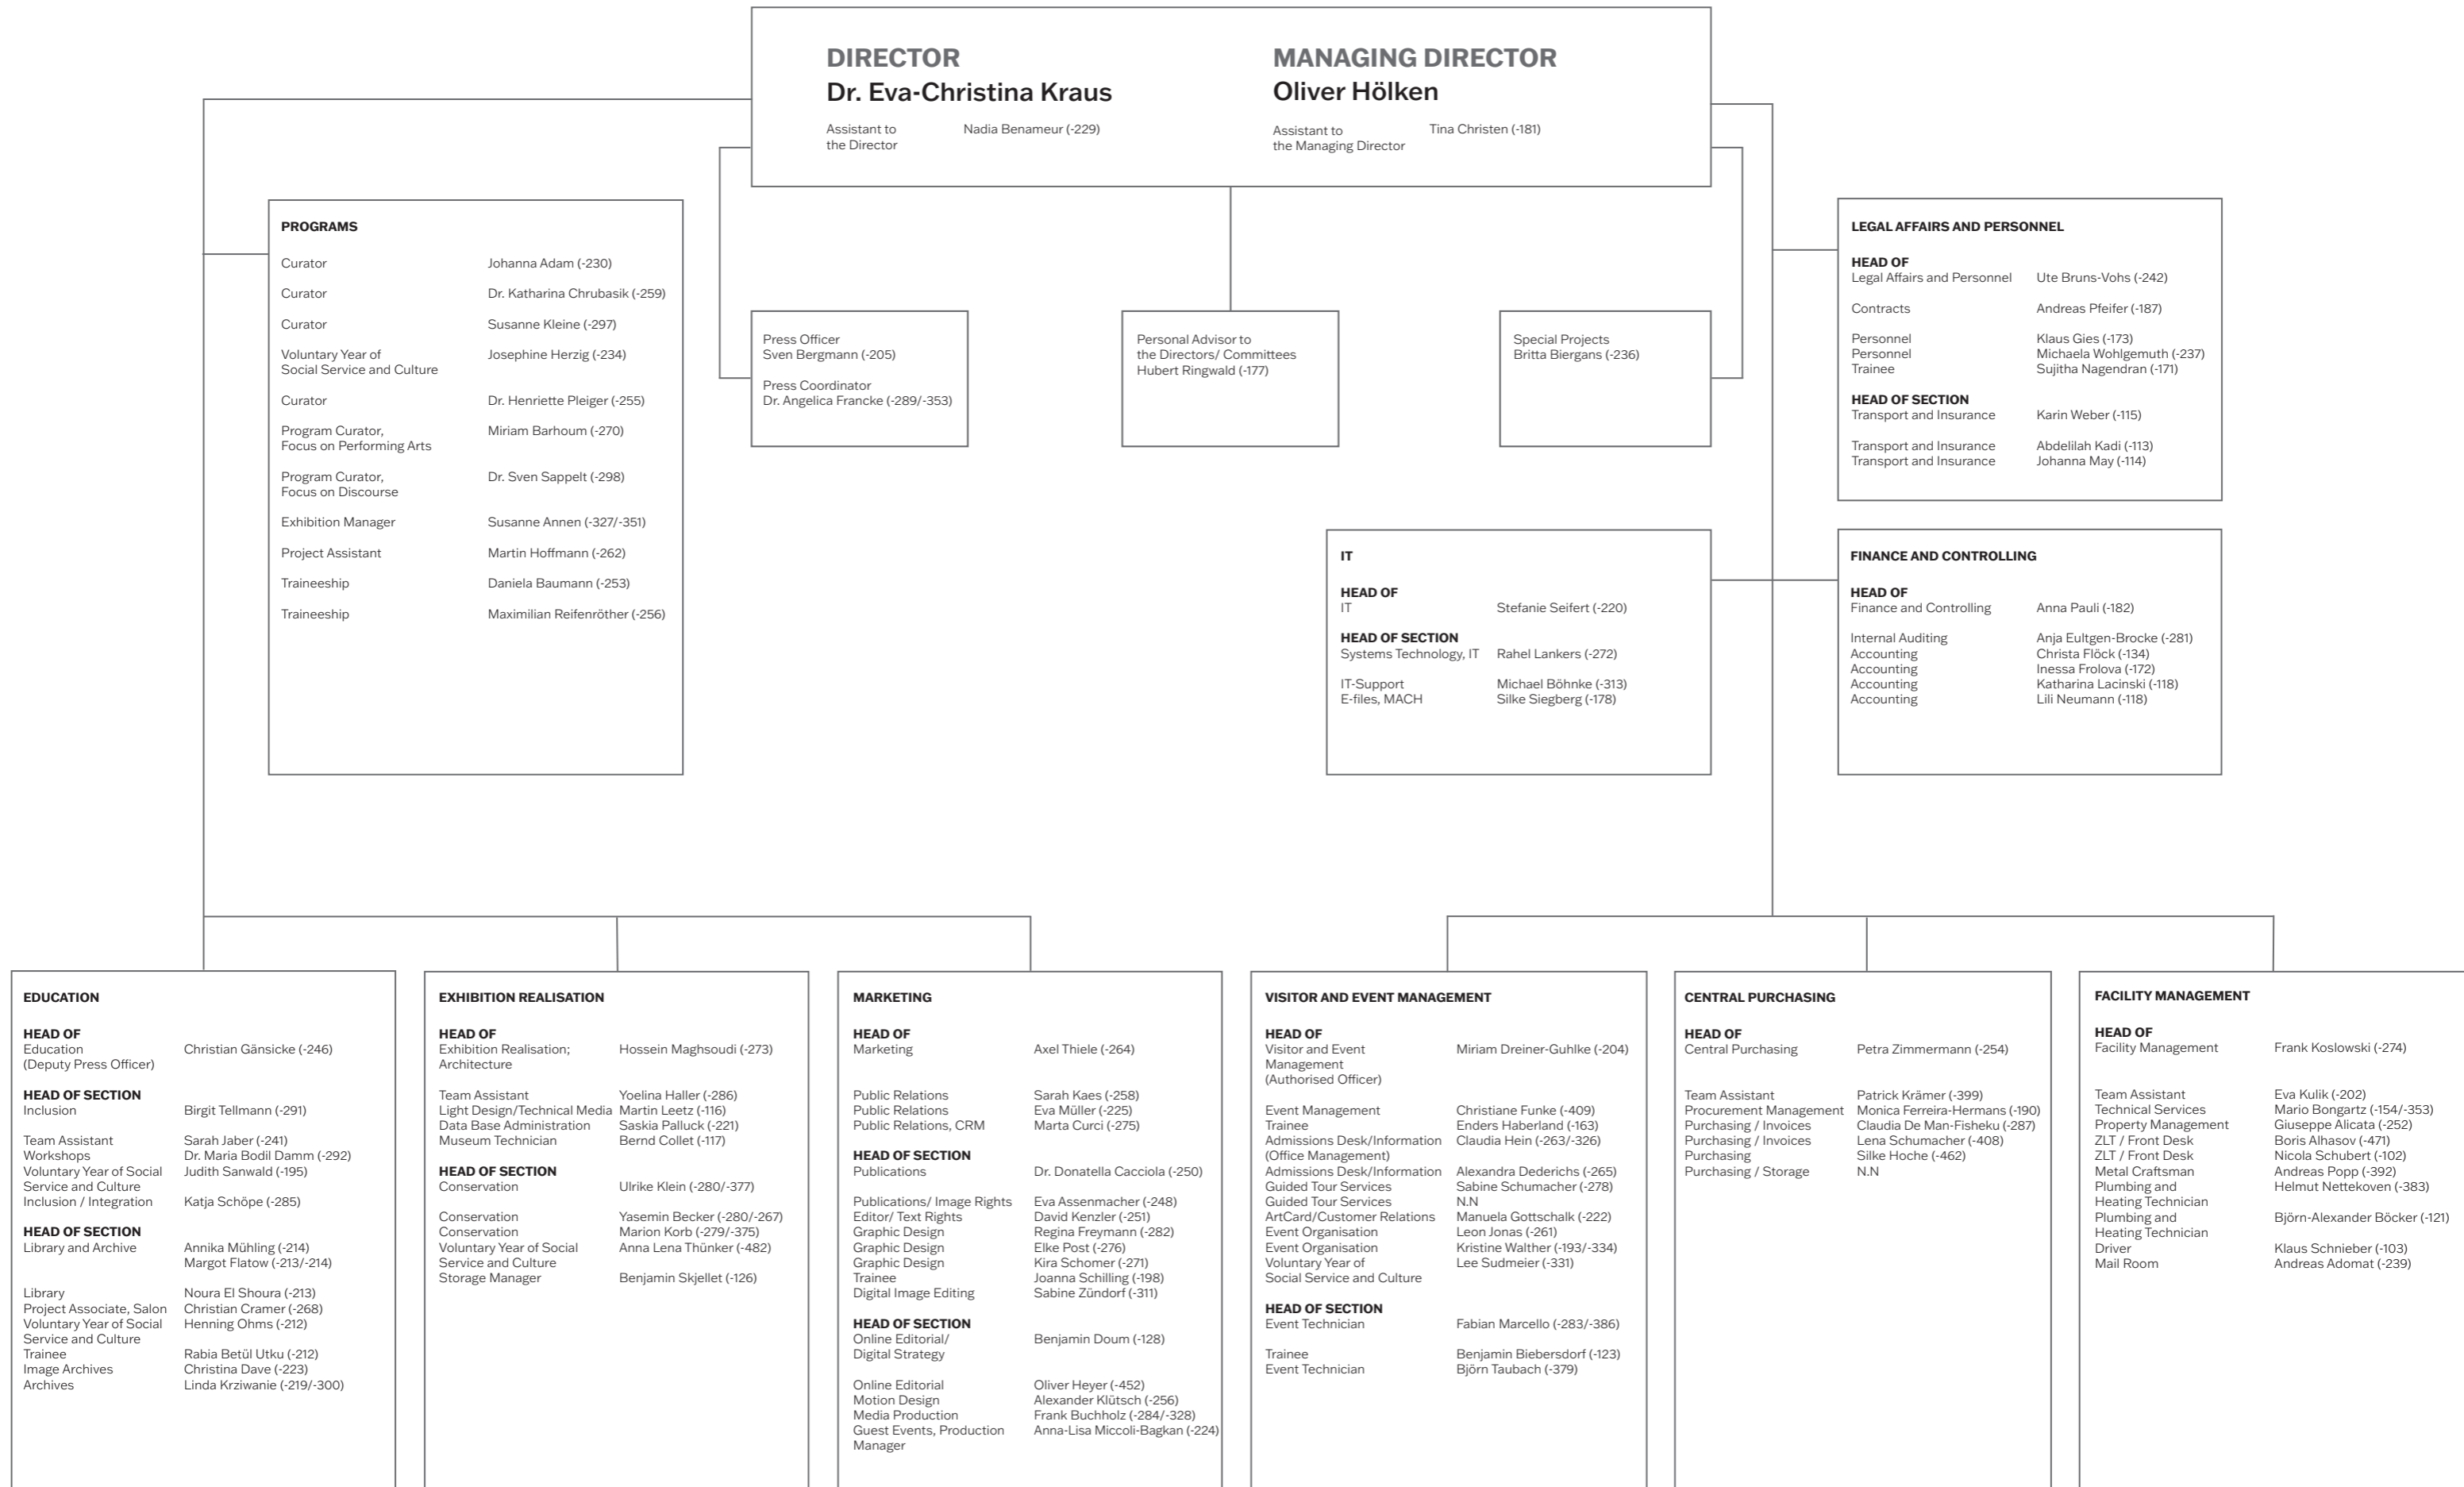 DIRECTOR
Dr. Eva-Christina Kraus
Assistant to Nadia Benameur (-229)
the Director
MANAGING DIRECTOR
Oliver Hölken
Assistant to Tina Christen (-181)
the Managing Director
PROGRAMS
Curator Johanna Adam (-230)
Curator Dr. Katharina Chrubasik (-259)
Curator Susanne Kleine (-297)
Voluntary Year of Josephine Herzig (-234)
Social Service and Culture
Curator Dr. Henriette Pleiger (-255)
Program Curator, Miriam Barhoum (-270)
Focus on Performing Arts
Program Curator, Dr. Sven Sappelt (-298)
Focus on Discourse
Exhibition Manager Susanne Annen (-327/-351)
Project Assistant Martin Hoffmann (-262)
Traineeship Daniela Baumann (-253)
Traineeship Maximilian Reifenröther (-256)
Press Officer
Sven Bergmann (-205)
Press Coordinator
Dr. Angelica Francke (-289/-353)
Personal Advisor to
the Directors/ Committees
Hubert Ringwald (-177)
Special Projects
Britta Biergans (-236)
LEGAL AFFAIRS AND PERSONNEL
HEAD OF
Legal Affairs and Personnel Ute Bruns-Vohs (-242)
Contracts Andreas Pfeifer (-187)
Personnel Klaus Gies (-173)
Personnel Michaela Wohlgemuth (-237)
Trainee Sujitha Nagendran (-171)
HEAD OF SECTION
Transport and Insurance Karin Weber (-115)
Transport and Insurance Abdelilah Kadi (-113)
Transport and Insurance Johanna May (-114)
IT
HEAD OF
IT Stefanie Seifert (-220)
HEAD OF SECTION
Systems Technology, IT Rahel Lankers (-272)
IT-Support Michael Böhnke (-313)
E-files, MACH Silke Siegberg (-178)
FINANCE AND CONTROLLING
HEAD OF
Finance and Controlling Anna Pauli (-182)
Internal Auditing Anja Eultgen-Brocke (-281)
Accounting Christa Flöck (-134)
Accounting Inessa Frolova (-172)
Accounting Katharina Lacinski (-118)
Accounting Lili Neumann (-118)
EDUCATION
HEAD OF
Education Christian Gänsicke (-246)
(Deputy Press Officer)
HEAD OF SECTION
Inclusion Birgit Tellmann (-291)
Team Assistant Sarah Jaber (-241)
Workshops Dr. Maria Bodil Damm (-292)
Voluntary Year of Social Judith Sanwald (-195)
Service and Culture
Inclusion / Integration Katja Schöpe (-285)
HEAD OF SECTION
Library and Archive Annika Mühling (-214)
Margot Flatow (-213/-214)
Library Noura El Shoura (-213)
Project Associate, Salon Christian Cramer (-268)
Voluntary Year of Social Henning Ohms (-212)
Service and Culture
Trainee Rabia Betül Utku (-212)
Image Archives Christina Dave (-223)
Archives Linda Krziwanie (-219/-300)
EXHIBITION REALISATION
HEAD OF
Exhibition Realisation; Hossein Maghsoudi (-273)
Architecture
Team Assistant Yoelina Haller (-286)
Light Design/Technical Media Martin Leetz (-116)
Data Base Administration Saskia Palluck (-221)
Museum Technician Bernd Collet (-117)
HEAD OF SECTION
Conservation Ulrike Klein (-280/-377)
Conservation Yasemin Becker (-280/-267)
Conservation Marion Korb (-279/-375)
Voluntary Year of Social Anna Lena Thünker (-482)
Service and Culture
Storage Manager Benjamin Skjellet (-126)
MARKETING
HEAD OF
Marketing Axel Thiele (-264)
Public Relations Sarah Kaes (-258)
Public Relations Eva Müller (-225)
Public Relations, CRM Marta Curci (-275)
HEAD OF SECTION
Publications Dr. Donatella Cacciola (-250)
Publications/ Image Rights Eva Assenmacher (-248)
Editor/ Text Rights David Kenzler (-251)
Graphic Design Regina Freymann (-282)
Graphic Design Elke Post (-276)
Graphic Design Kira Schomer (-271)
Trainee Joanna Schilling (-198)
Digital Image Editing Sabine Zündorf (-311)
HEAD OF SECTION
Online Editorial/ Benjamin Doum (-128)
Digital Strategy
Online Editorial Oliver Heyer (-452)
Motion Design Alexander Klütsch (-256)
Media Production Frank Buchholz (-284/-328)
Guest Events, Production Anna-Lisa Miccoli-Bagkan (-224)
Manager
VISITOR AND EVENT MANAGEMENT
HEAD OF
Visitor and Event Miriam Dreiner-Guhlke (-204)
Management
(Authorised Officer)
Event Management Christiane Funke (-409)
Trainee Enders Haberland (-163)
Admissions Desk/Information Claudia Hein (-263/-326)
(Office Management)
Admissions Desk/Information Alexandra Dederichs (-265)
Guided Tour Services Sabine Schumacher (-278)
Guided Tour Services N.N
ArtCard/Customer Relations Manuela Gottschalk (-222)
Event Organisation Leon Jonas (-261)
Event Organisation Kristine Walther (-193/-334)
Voluntary Year of Lee Sudmeier (-331)
Social Service and Culture
HEAD OF SECTION
Event Technician Fabian Marcello (-283/-386)
Trainee Benjamin Biebersdorf (-123)
Event Technician Björn Taubach (-379)
CENTRAL PURCHASING
HEAD OF
Central Purchasing Petra Zimmermann (-254)
Team Assistant Patrick Krämer (-399)
Procurement Management Monica Ferreira-Hermans (-190)
Purchasing / Invoices Claudia De Man-Fisheku (-287)
Purchasing / Invoices Lena Schumacher (-408)
Purchasing Silke Hoche (-462)
Purchasing / Storage N.N
FACILITY MANAGEMENT
HEAD OF
Facility Management Frank Koslowski (-274)
Team Assistant Eva Kulik (-202)
Technical Services Mario Bongartz (-154/-353)
Property Management Giuseppe Alicata (-252)
ZLT / Front Desk Boris Alhasov (-471)
ZLT / Front Desk Nicola Schubert (-102)
Metal Craftsman Andreas Popp (-392)
Plumbing and Helmut Nettekoven (-383)
Heating Technician
Plumbing and Björn-Alexander Böcker (-121)
Heating Technician
Driver Klaus Schnieber (-103)
Mail Room Andreas Adomat (-239)